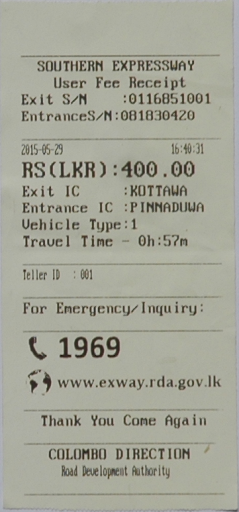 SOUTHERN EXPRESSWAY
User Fee Receipt
Exit S/N :0116851001
EntranceS/N:081830420
2015-05-29 16:40:31
RS(LKR):400.00
Exit IC :KOTTAWA
Entrance IC :PINNADUWA
Vehicle Type:1
Travel Time - 0h:57m
Teller ID : 001
For Emergency/Inquiry:
1969
www.exway.rda.gov.lk
Thank You Come Again
COLOMBO DIRECTION
Road Development Authority